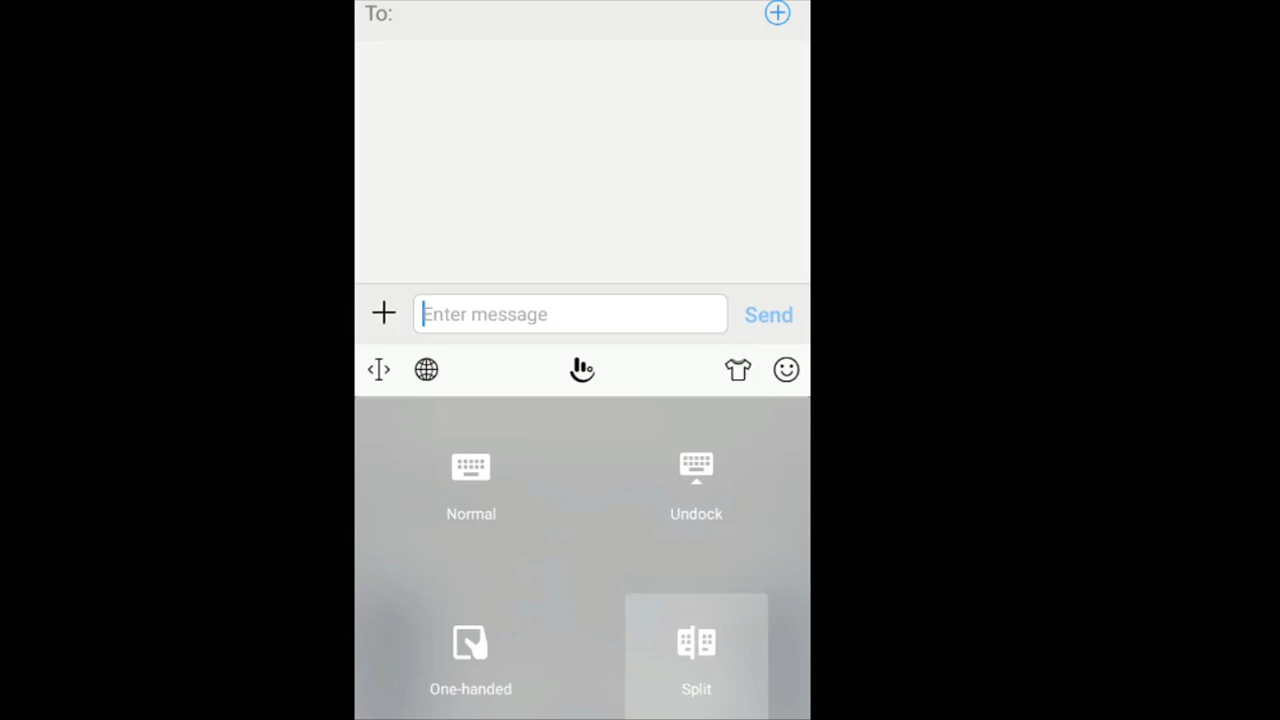 To:
Enter message
Send
Normal
Undock
One-handed
Split